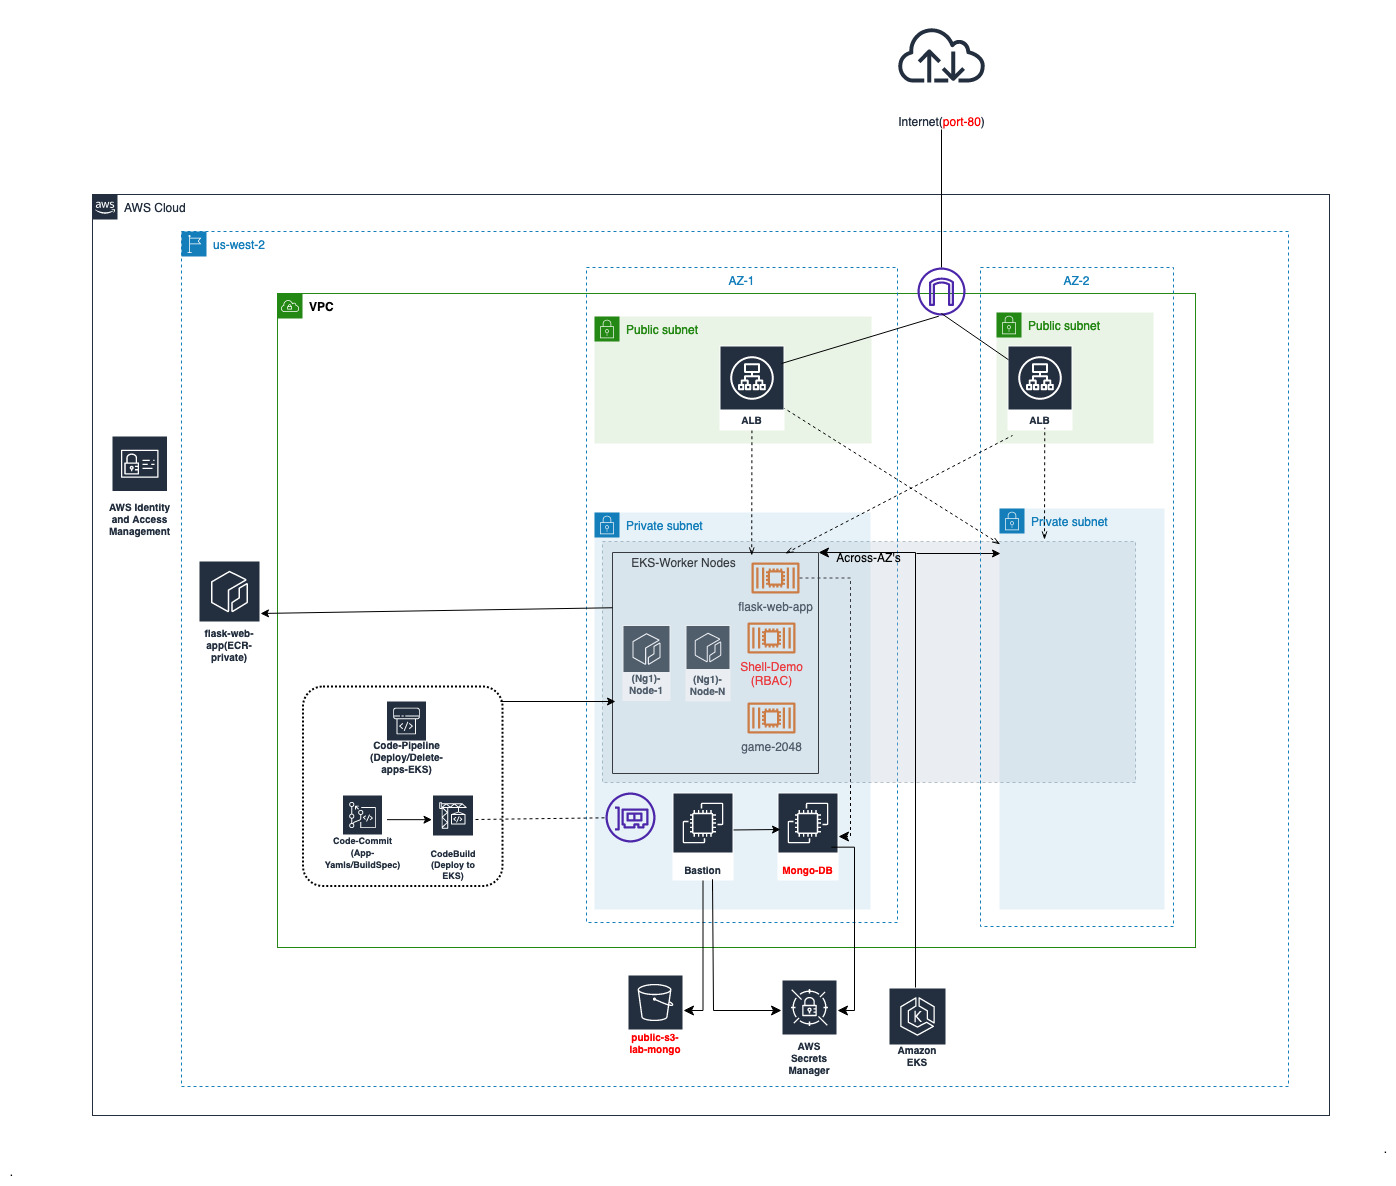 Internet(port-80)
aws
AWS Cloud
us-west-2
AZ-1
AZ-2
VPC
Public subnet
Public subnet
ALB
ALB
AWS Identity
and Access
Management
Private subnet
Private subnet
EKS-Worker Nodes
Across-AZ's
flask-web-app
flask-web-
app(ECR-
private)
Shell-Demo
(RBAC)
(Ng1)-
Node-1
(Ng1)-
Node-N
game-2048
Code-Pipeline
(Deploy/Delete-
apps-EKS)
Code-Commit
(App-
Yamls/BuildSpec)
CodeBuild
(Deploy to
EKS)
Bastion
Mongo-DB
public-s3-
lab-mongo
AWS
Secrets
Manager
K
Amazon
EKS
.
.